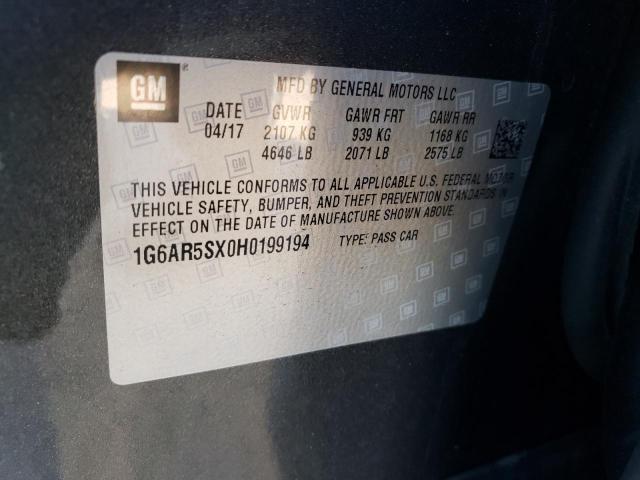 GM
MFD BY GENERAL MOTORS LLC
DATE GVWR GAWR FRT GAWR RR
04/17 2107 KG 939 KG 1168 KG
4646 LB 2071 LB 2575 LB
THIS VEHICLE CONFORMS TO ALL APPLICABLE U.S. FEDERAL MOTOR
VEHICLE SAFETY, BUMPER, AND THEFT PREVENTION STANDARDS IN
EFFECT ON THE DATE OF MANUFACTURE SHOWN ABOVE.
1G6AR5SX0H0199194 TYPE: PASS CAR